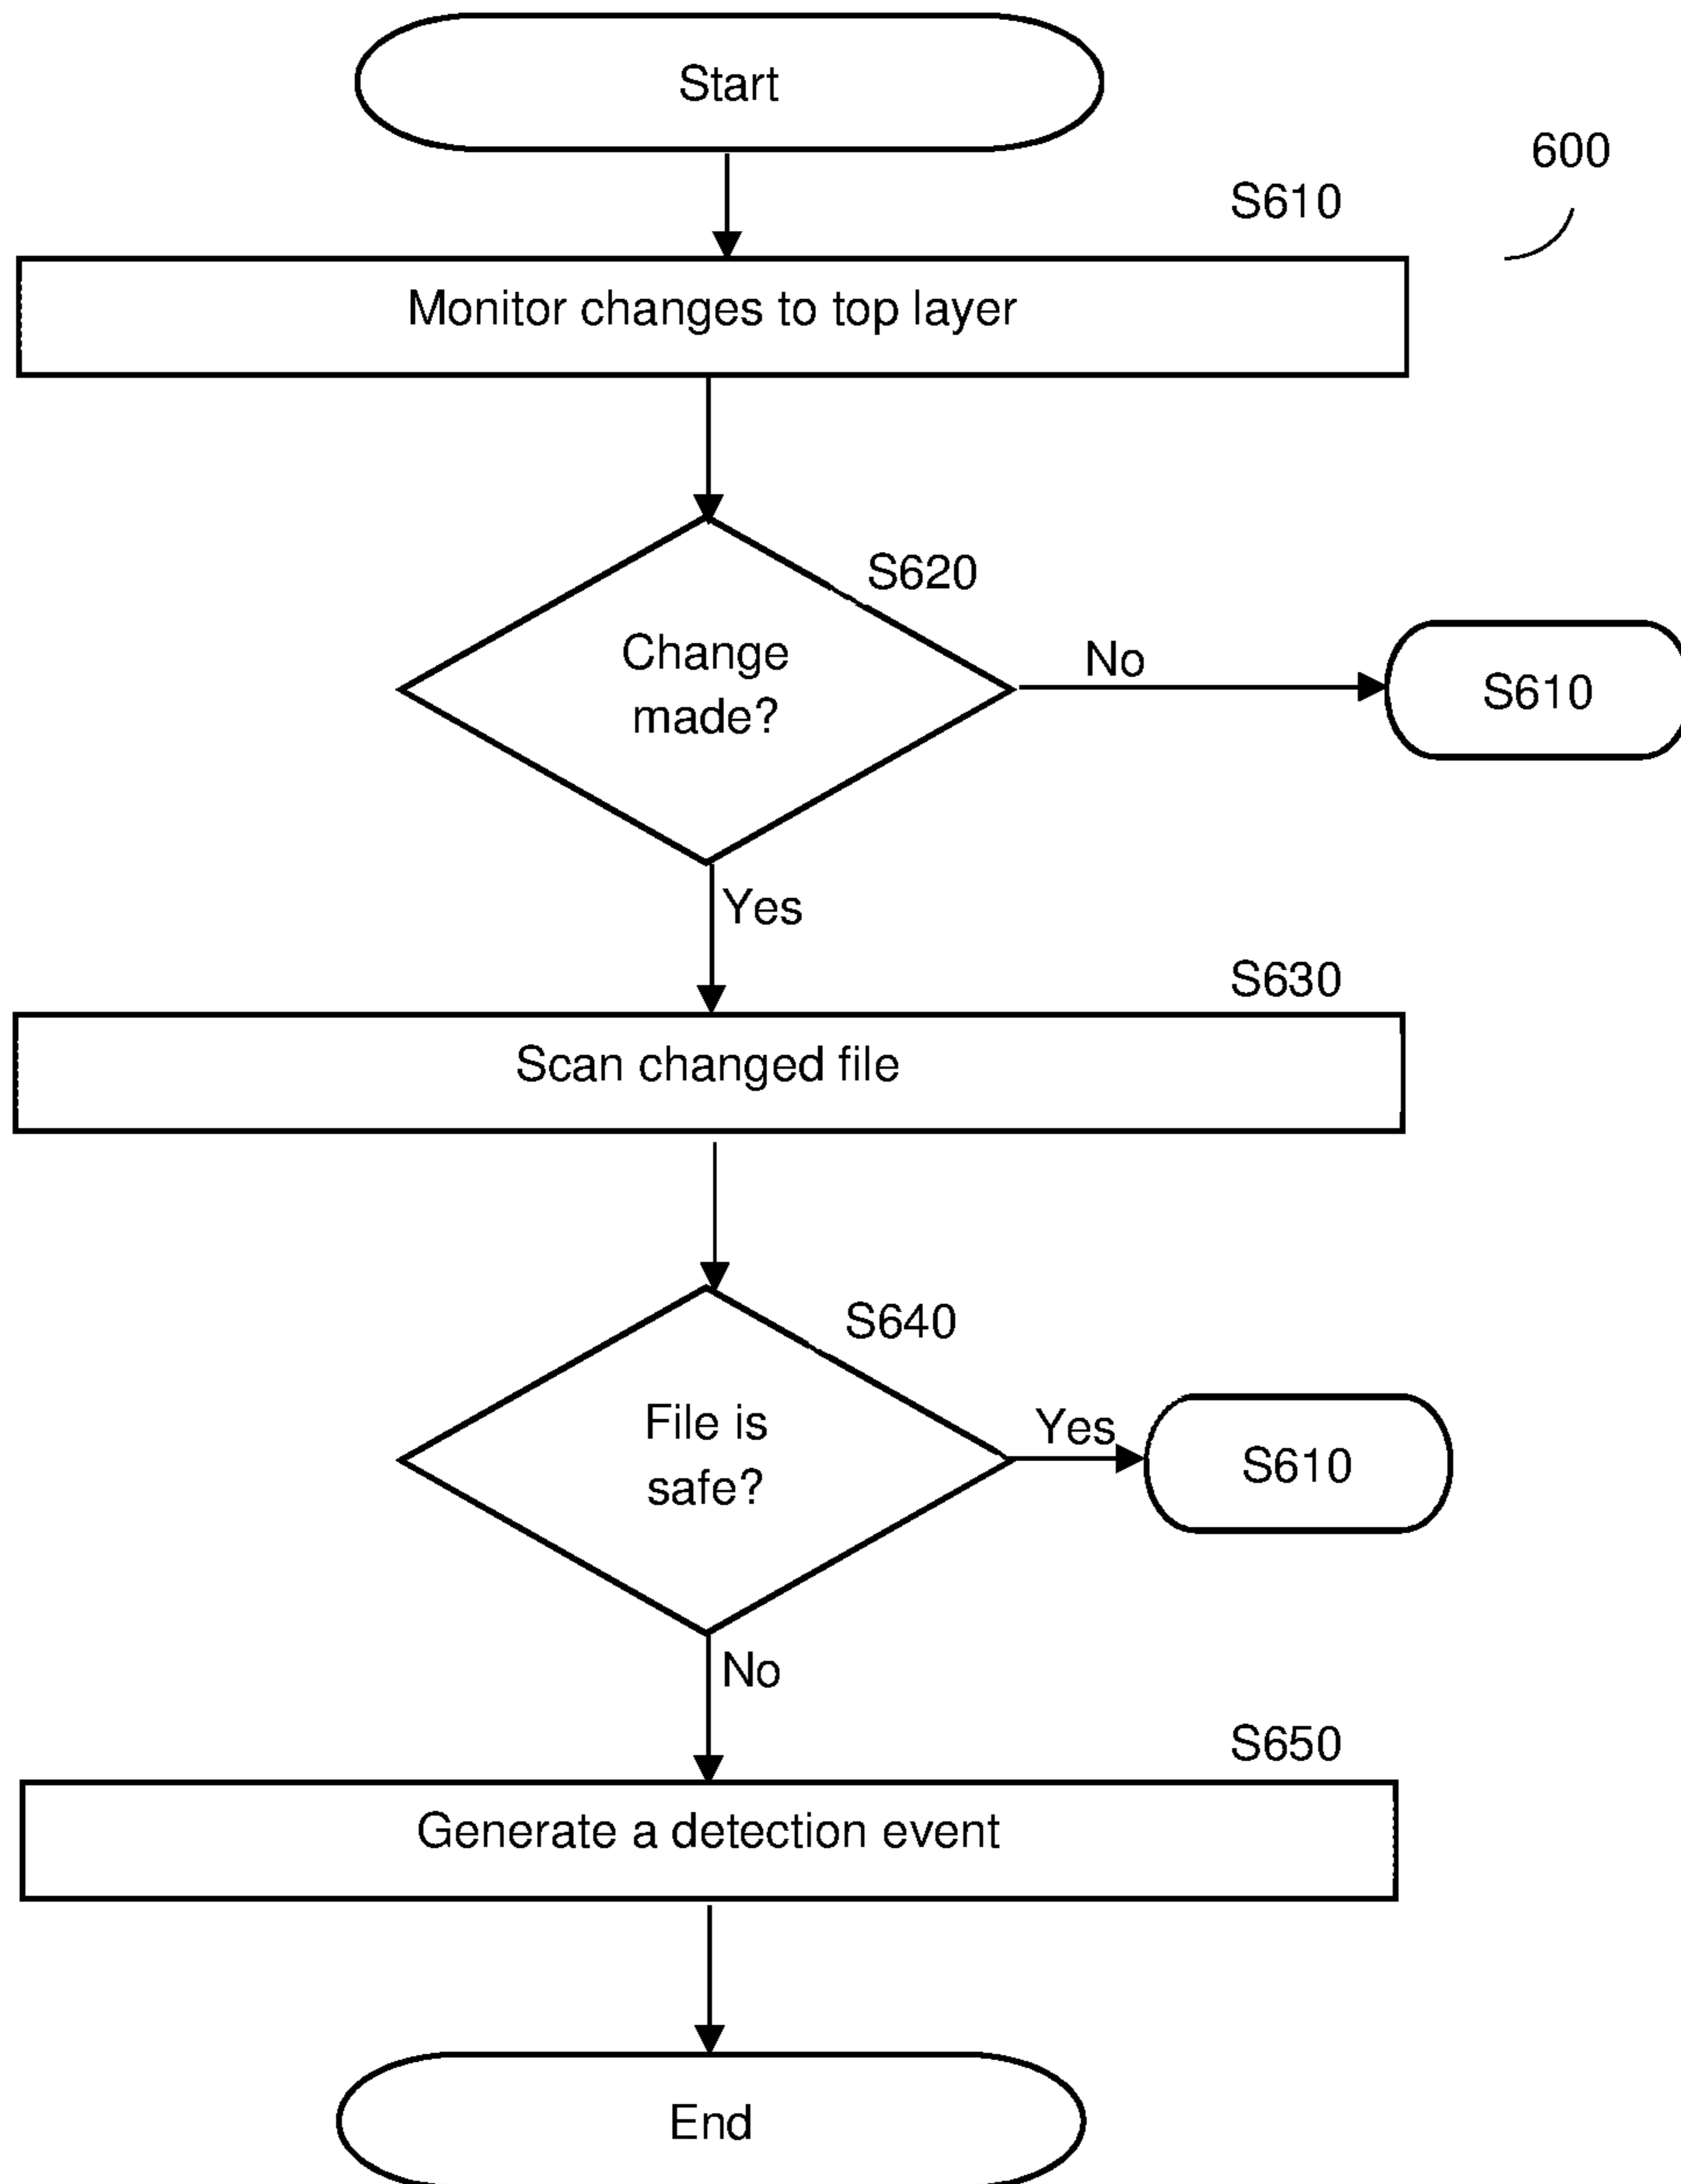 Start
600
S610
Monitor changes to top layer
S620
Change
made?
No
S610
Yes
S630
Scan changed file
S640
File is
safe?
Yes
S610
No
S650
Generate a detection event
End